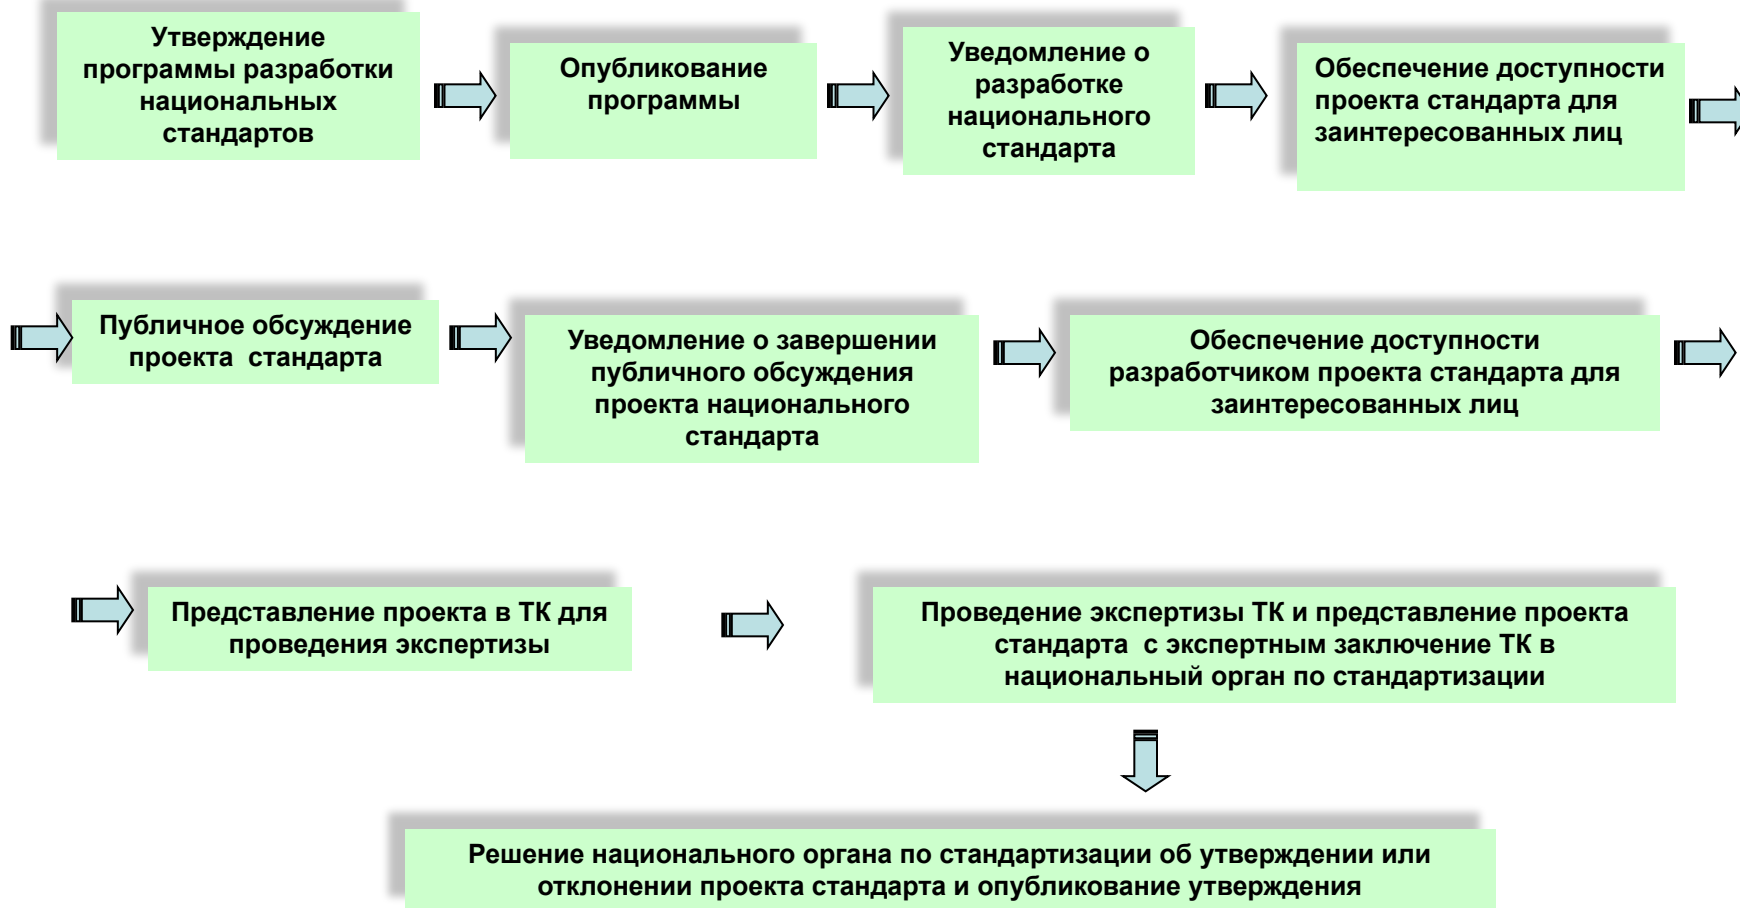 Утверждение
программы разработки
национальных
стандартов
Опубликование
программы
Уведомление о
разработке
национального
стандарта
Обеспечение доступности
проекта стандарта для
заинтересованных лиц
Публичное обсуждение
проекта стандарта
Уведомление о завершении
публичного обсуждения
проекта национального
стандарта
Обеспечение доступности
разработчиком проекта стандарта для
заинтересованных лиц
Представление проекта в ТК для
проведения экспертизы
Проведение экспертизы ТК и представление проекта
стандарта с экспертным заключение ТК в
национальный орган по стандартизации
Решение национального органа по стандартизации об утверждении или
отклонении проекта стандарта и опубликование утверждения